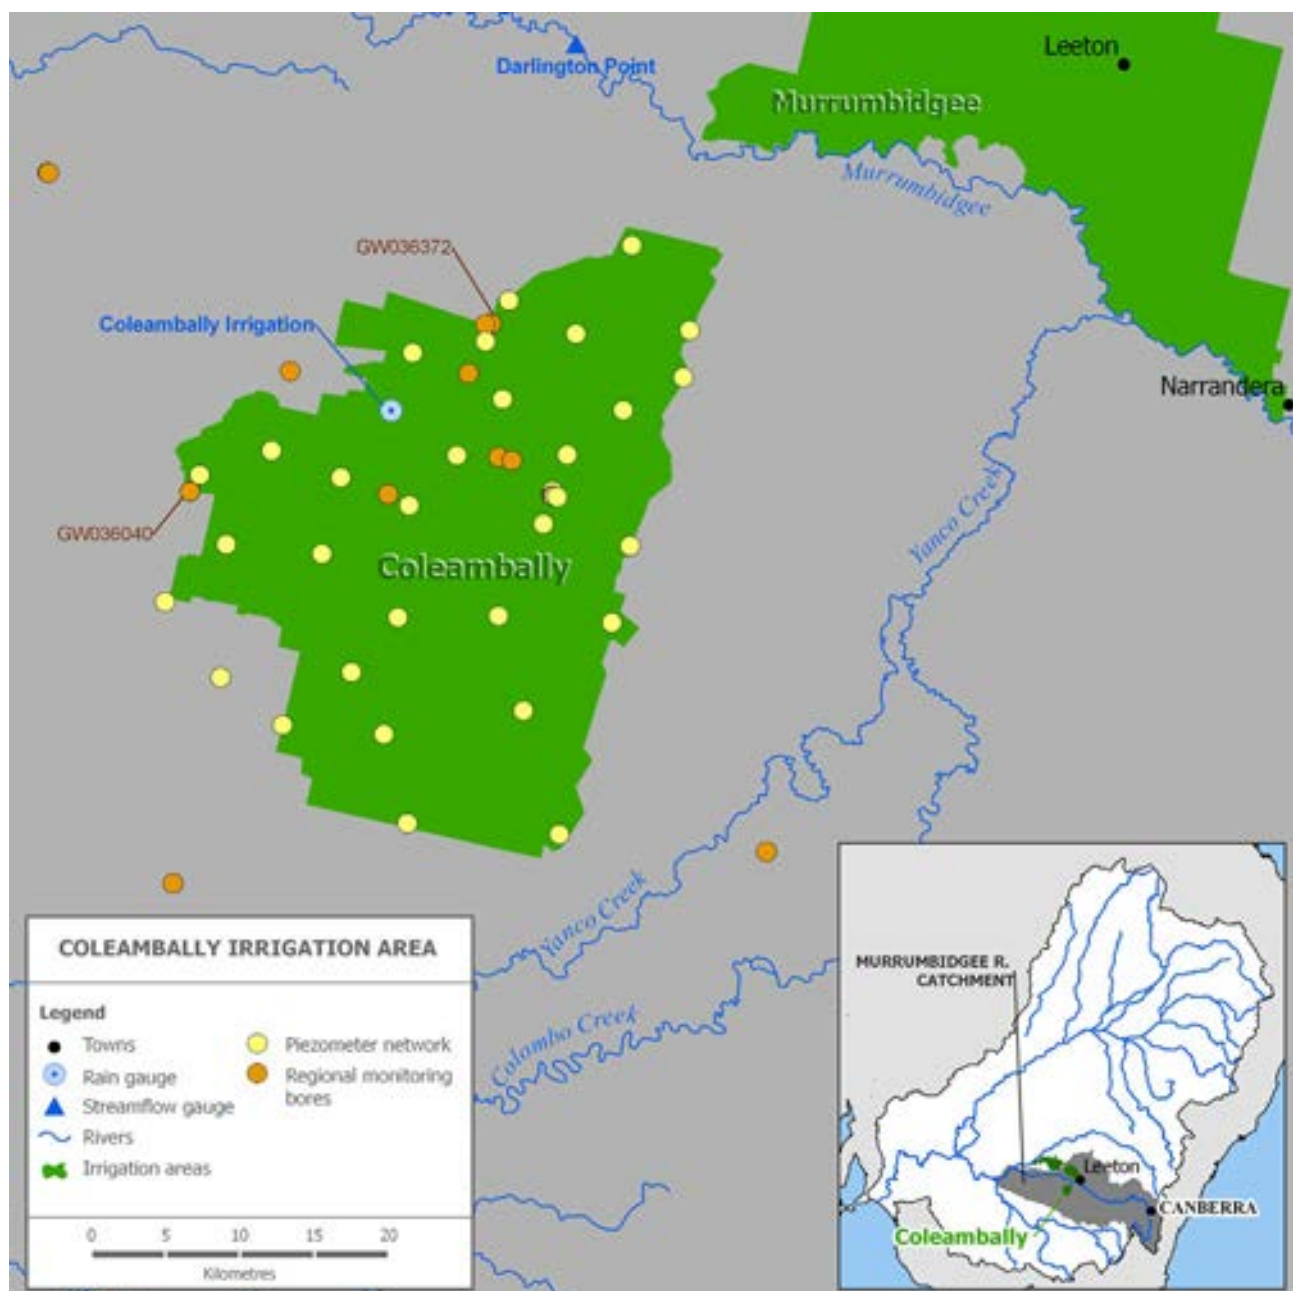 Leeton
Darlington Point
Murrumbidgee
Murrumbidgee
GW036372
Coleambally Irrigation
Narrandera
GW036040
Yanco Creek
Coleambally
Yanco Creek
Colombo Creek
COLEAMBALLY IRRIGATION AREA
Legend
Towns
Rain gauge
Streamflow gauge
Rivers
Irrigation areas
Piezometer network
Regional monitoring
bores
0 5 10 15 20
Kilometres
MURRUMBIDGEE R.
CATCHMENT
Leeton
CANBERRA
Coleambally